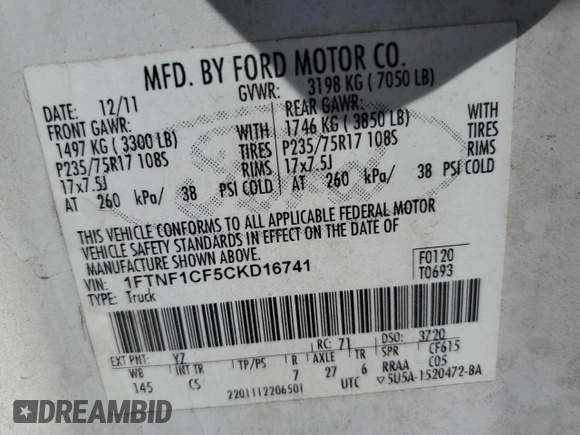 MFD. BY FORD MOTOR CO.
DATE: 12/11
GVWR: 3198 KG ( 7050 LB)
FRONT GAWR:
1497 KG ( 3300 LB)
P235/75R17 108S
17x7.5J
AT 260 kPa/ 38 PSI COLD
WITH
TIRES
RIMS
REAR GAWR:
1746 KG ( 3850 LB)
P235/75R17 108S
17x7.5J
AT 260 kPa/ 38 PSI COLD
WITH
TIRES
RIMS
Ford
THIS VEHICLE CONFORMS TO ALL APPLICABLE FEDERAL MOTOR
VEHICLE SAFETY STANDARDS IN EFFECT ON THE DATE OF
MANUFACTURE SHOWN ABOVE.
VIN: 1FTNF1CF5CKD16741
TYPE: Truck
F0120
T0693
EXT PNT: YZ RC: 71 DSO: 3720
WB INT TR TP/PS R AXLE TR SPR CF615
145 CS 7 27 6 RRAA C05
2201112206501 UTC 5U5A-1520472-BA
DREAMBID